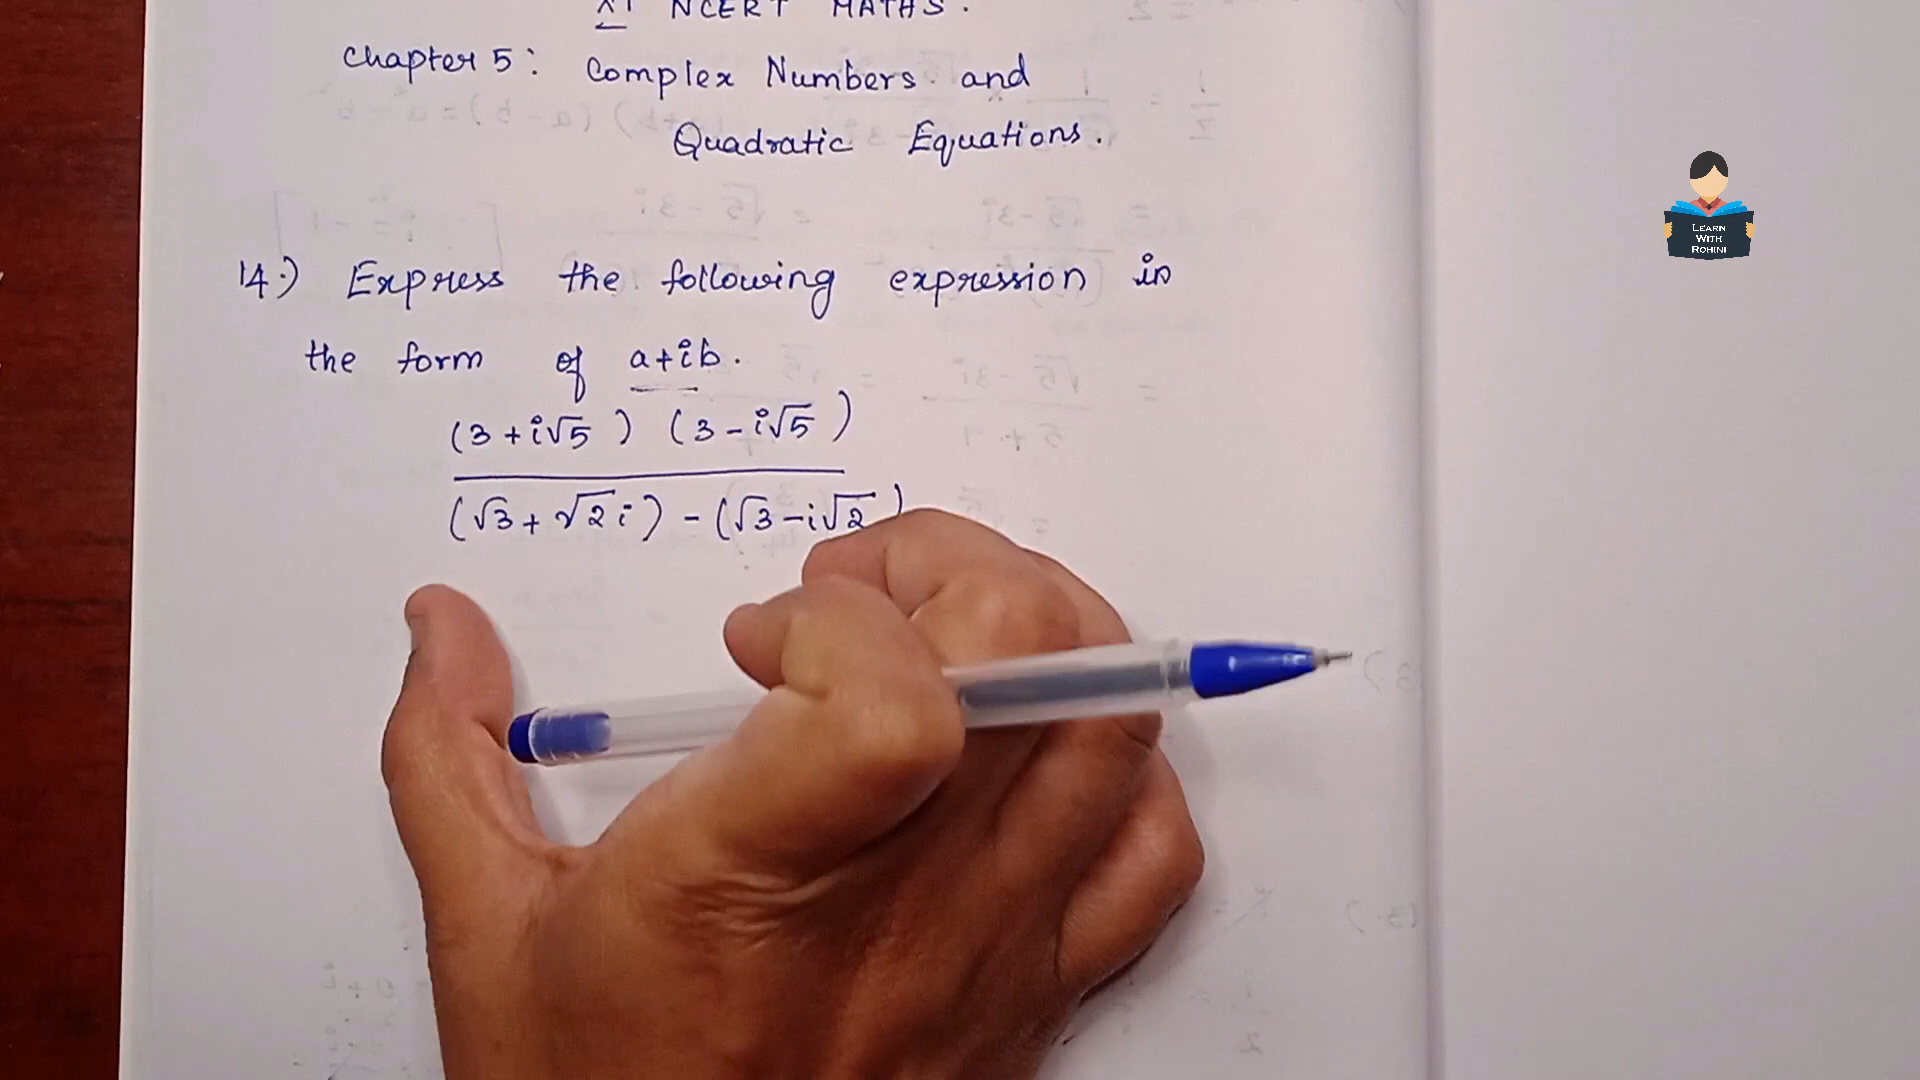 XI NCERT MATHS.
Chapter 5: Complex Numbers and
Quadratic Equations.
14.) Express the following expression in
the form of a+ib.
(3+i√5) (3-i√5)
(√3+√2i) - (√3-i√2)
LEARN
WITH
ROHINI